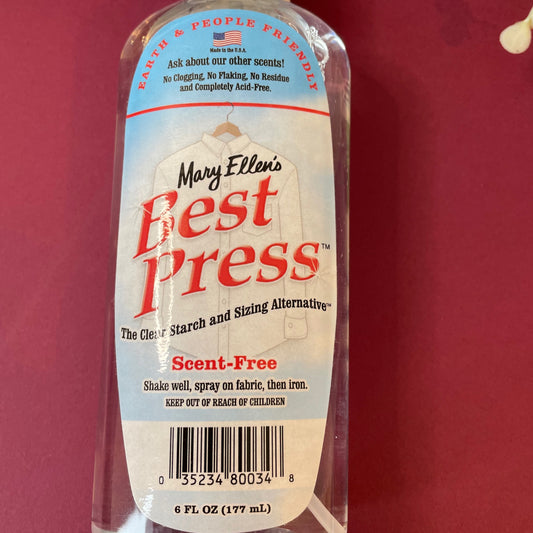 EARTH & PEOPLE FRIENDLY
Made in the U.S.A.
Ask about our other scents!
No Clogging, No Flaking, No Residue
and Completely Acid-Free.
Mary Ellen's
Best
Press™
The Clear Starch and Sizing Alternative™
Scent-Free
Shake well, spray on fabric, then iron.
KEEP OUT OF REACH OF CHILDREN
0 35234 80034 8
6 FL OZ (177 mL)